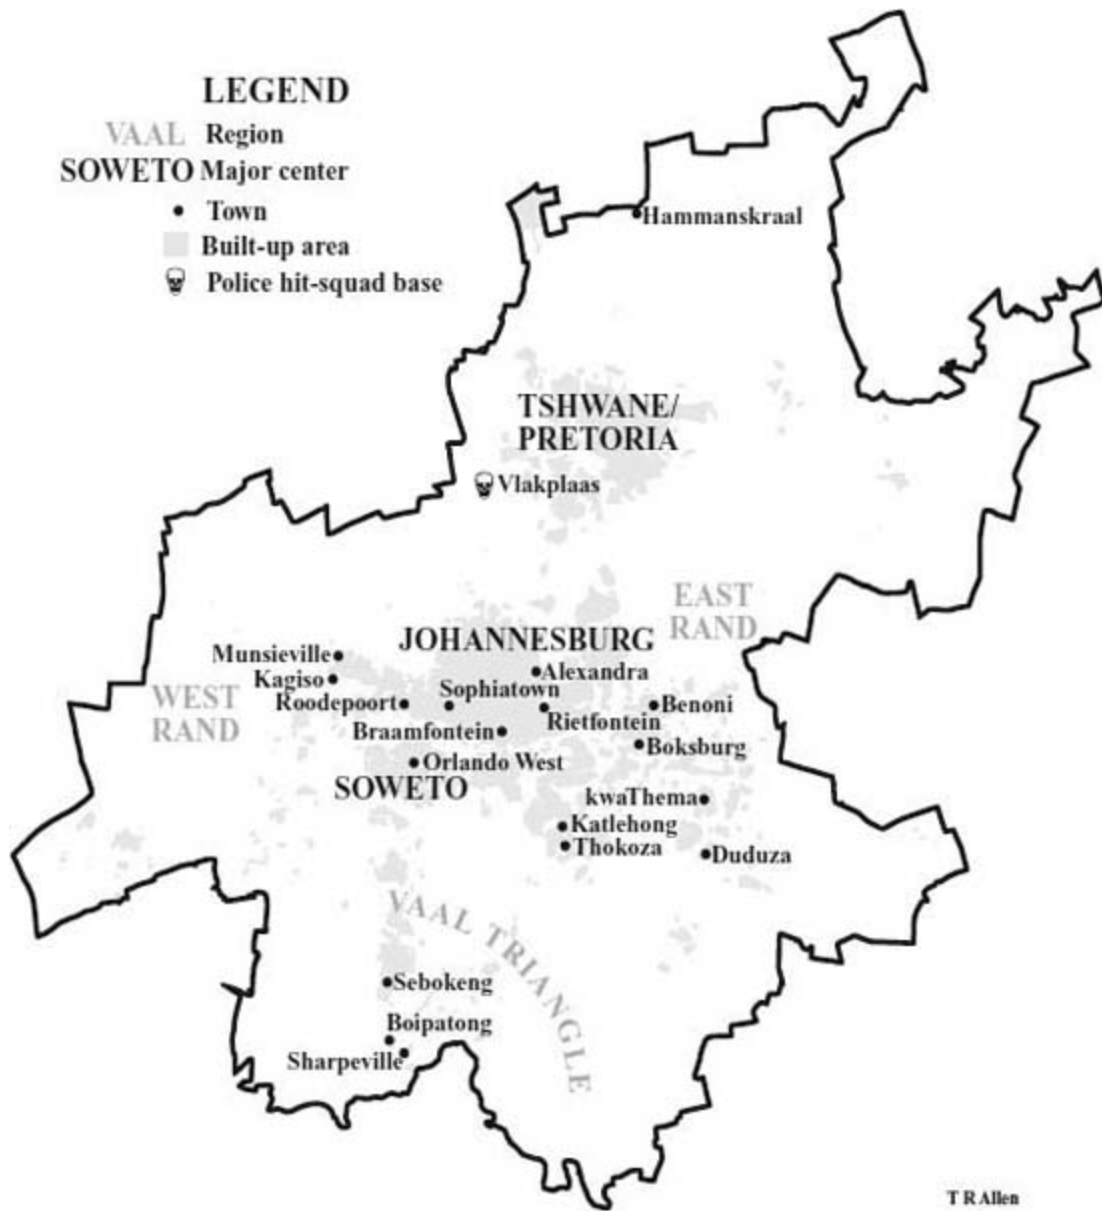 LEGEND
VAAL Region
SOWETO Major center
Town
Built-up area
Police hit-squad base
Hammanskraal
TSHWANE/
PRETORIA
Vlakplaas
EAST
RAND
JOHANNESBURG
Munsieville
Alexandra
Kagiso
WEST
RAND
Sophiatown
Roodepoort
Benoni
Rietfontein
Braamfontein
Boksburg
Orlando West
SOWETO
kwaThema
Katlehong
Thokoza
Duduza
VAAL TRIANGLE
Sebokeng
Boipatong
Sharpeville
T R Allen